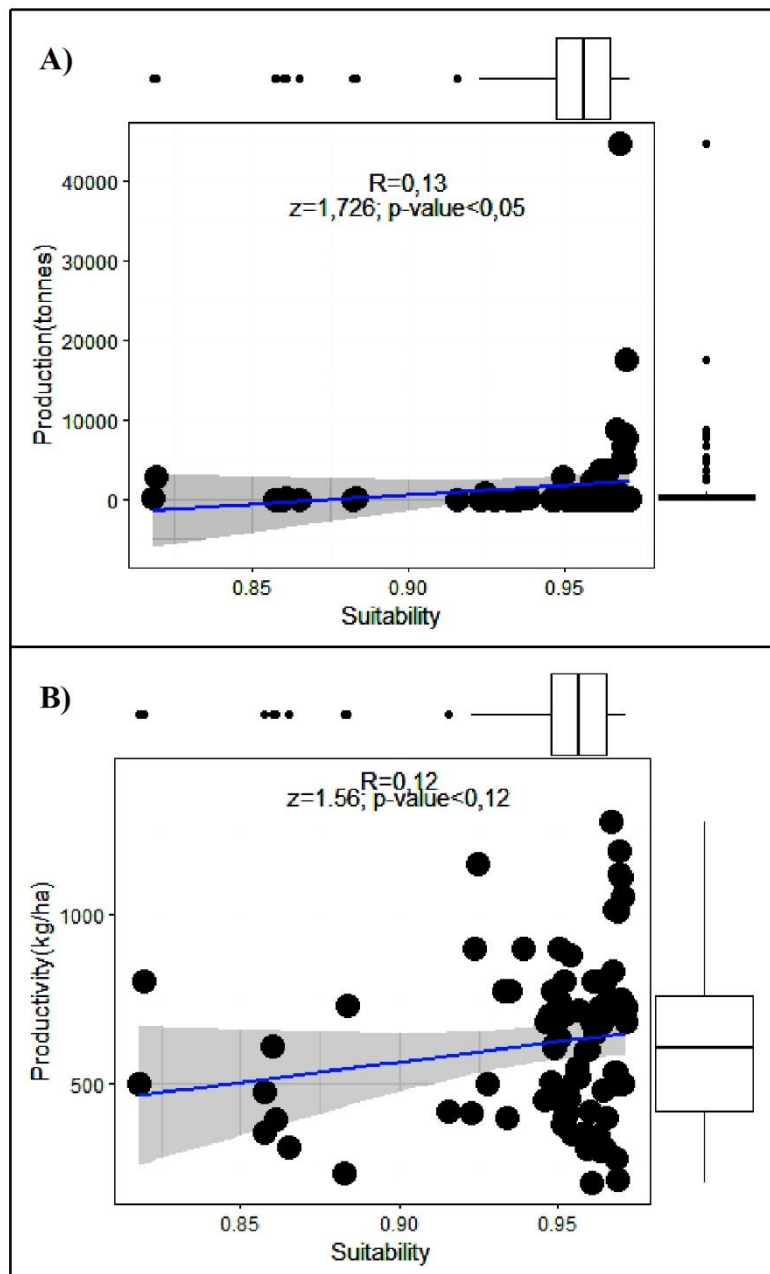 A)
R=0,13
z=1,726; p-value<0,05
Production(tonnes)
40000
30000
20000
10000
0
0.85
0.90
0.95
Suitability
B)
R=0,12
z=1.56; p-value<0,12
Productivity(kg/ha)
1000
500
0.85
0.90
0.95
Suitability